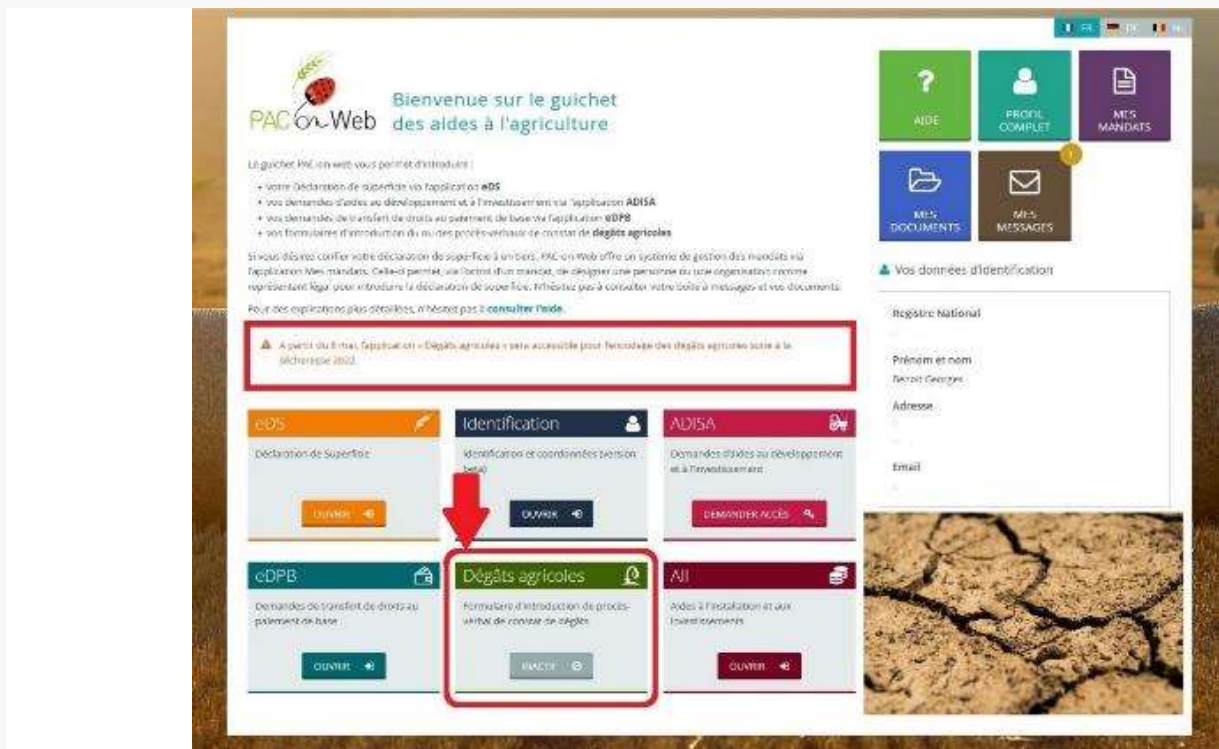 FR DE
PAC on Web
Bienvenue sur le guichet
des aides à l'agriculture
Le guichet PAC-on-web vous permet d'introduire :
votre Déclaration de superficie via l'application eDS
vos demandes d'aides au développement et à l'investissement via l'application ADISA
vos demandes de transfert de droits au paiement de base via l'application eDPB
vos formulaires d'introduction du ou des procès-verbaux de constat de dégâts agricoles
Si vous désirez confier votre déclaration de superficie à un tiers, PAC-on-Web offre un système de gestion des mandats via
l'application Mes mandats. Celle-ci permet, via l'octroi d'un mandat, de désigner une personne ou une organisation comme
représentant légal pour introduire la déclaration de superficie. N'hésitez pas à consulter votre boîte à messages et vos documents.
Pour des explications plus détaillées, n'hésitez pas à consulter l'aide.
A partir du 8 mai, l'application « Dégâts agricoles » sera accessible pour l'encodage des dégâts agricoles suite à la
sécheresse 2022.
?
AIDE
PROFIL
COMPLET
MES
MANDATS
MES
DOCUMENTS
1
MES
MESSAGES
Vos données d'identification
Registre National
Prénom et nom
Benoit Georges
Adresse
Email
eDS
Déclaration de Superficie
OUVRIR
Identification
Identification et coordonnées (version
beta)
OUVRIR
ADISA
Demandes d'aides au développement
et à l'investissement
DEMANDER ACCÈS
eDPB
Demandes de transfert de droits au
paiement de base
OUVRIR
Dégâts agricoles
Formulaire d'introduction de procès-
verbal de constat de dégâts
INACTIF
AII
Aides à l'installation et aux
investissements
OUVRIR